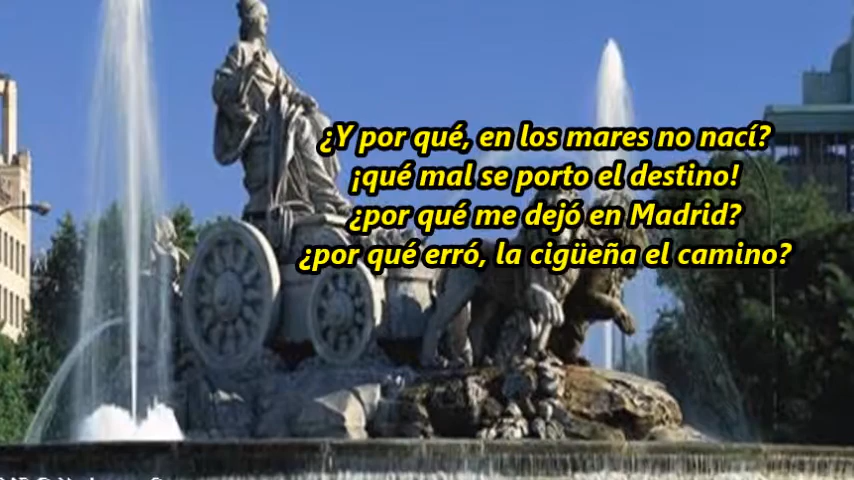 ¿Y por qué, en los mares no nací?
¡qué mal se porto el destino!
¿por qué me dejó en Madrid?
¿por qué erró, la cigüeña el camino?